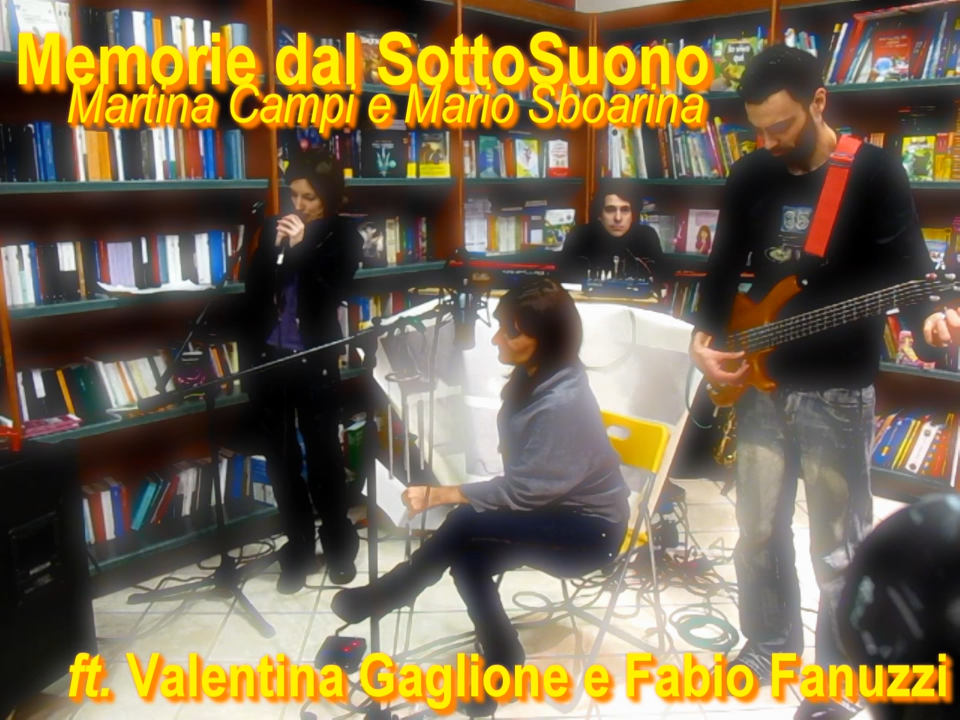 Memorie dal SottoSuono
Martina Campi e Mario Sboarina
ft. Valentina Gaglione e Fabio Fanuzzi